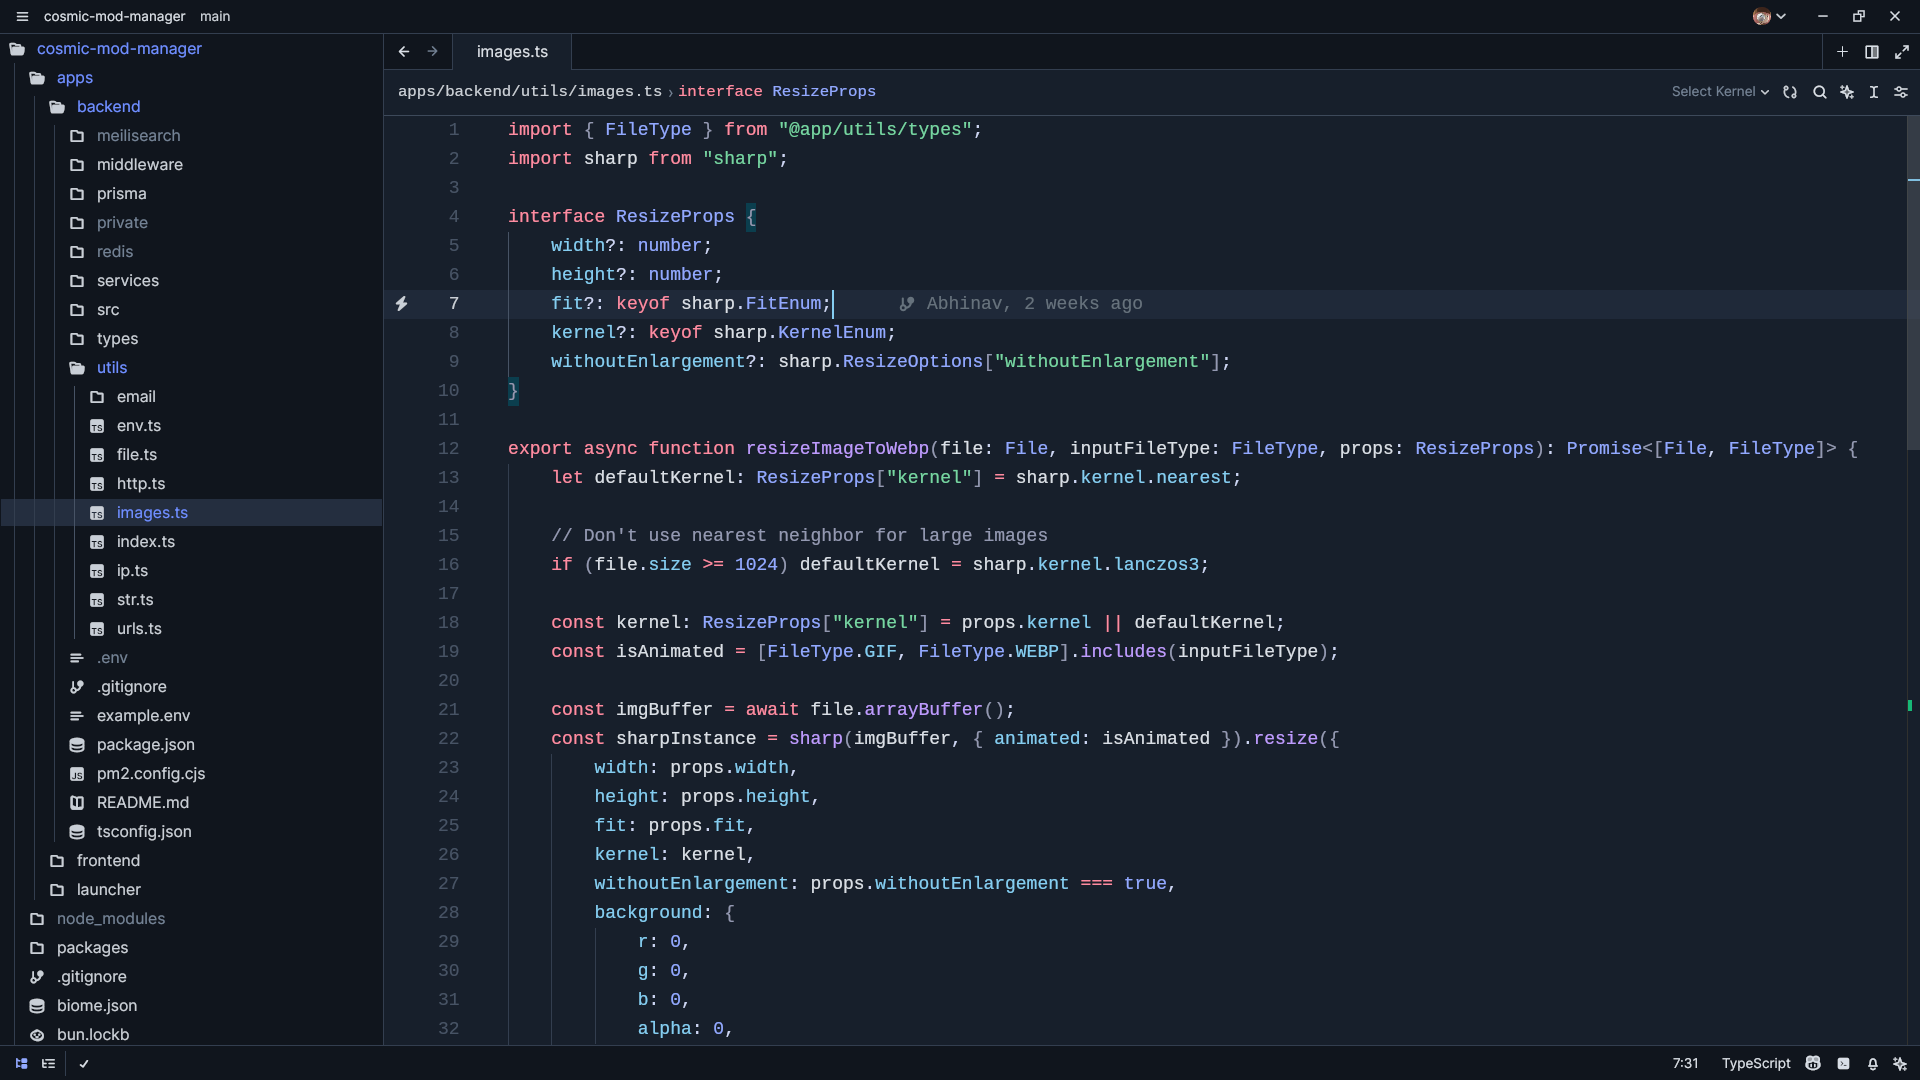 cosmic-mod-manager main
cosmic-mod-manager
apps
backend
meilisearch
middleware
prisma
private
redis
services
src
types
utils
email
env.ts
file.ts
http.ts
images.ts
index.ts
ip.ts
str.ts
urls.ts
.env
.gitignore
example.env
package.json
pm2.config.cjs
README.md
tsconfig.json
frontend
launcher
node_modules
packages
.gitignore
biome.json
bun.lockb
images.ts
apps/backend/utils/images.ts › interface ResizeProps
Select Kernel
1 import { FileType } from "@app/utils/types";
2 import sharp from "sharp";
3
4 interface ResizeProps {
5     width?: number;
6     height?: number;
7     fit?: keyof sharp.FitEnum; Abhinav, 2 weeks ago
8     kernel?: keyof sharp.KernelEnum;
9     withoutEnlargement?: sharp.ResizeOptions["withoutEnlargement"];
10 }
11
12 export async function resizeImageToWebp(file: File, inputFileType: FileType, props: ResizeProps): Promise<[File, FileType]> {
13     let defaultKernel: ResizeProps["kernel"] = sharp.kernel.nearest;
14
15     // Don't use nearest neighbor for large images
16     if (file.size >= 1024) defaultKernel = sharp.kernel.lanczos3;
17
18     const kernel: ResizeProps["kernel"] = props.kernel || defaultKernel;
19     const isAnimated = [FileType.GIF, FileType.WEBP].includes(inputFileType);
20
21     const imgBuffer = await file.arrayBuffer();
22     const sharpInstance = sharp(imgBuffer, { animated: isAnimated }).resize({
23         width: props.width,
24         height: props.height,
25         fit: props.fit,
26         kernel: kernel,
27         withoutEnlargement: props.withoutEnlargement === true,
28         background: {
29             r: 0,
30             g: 0,
31             b: 0,
32             alpha: 0,
7:31 TypeScript